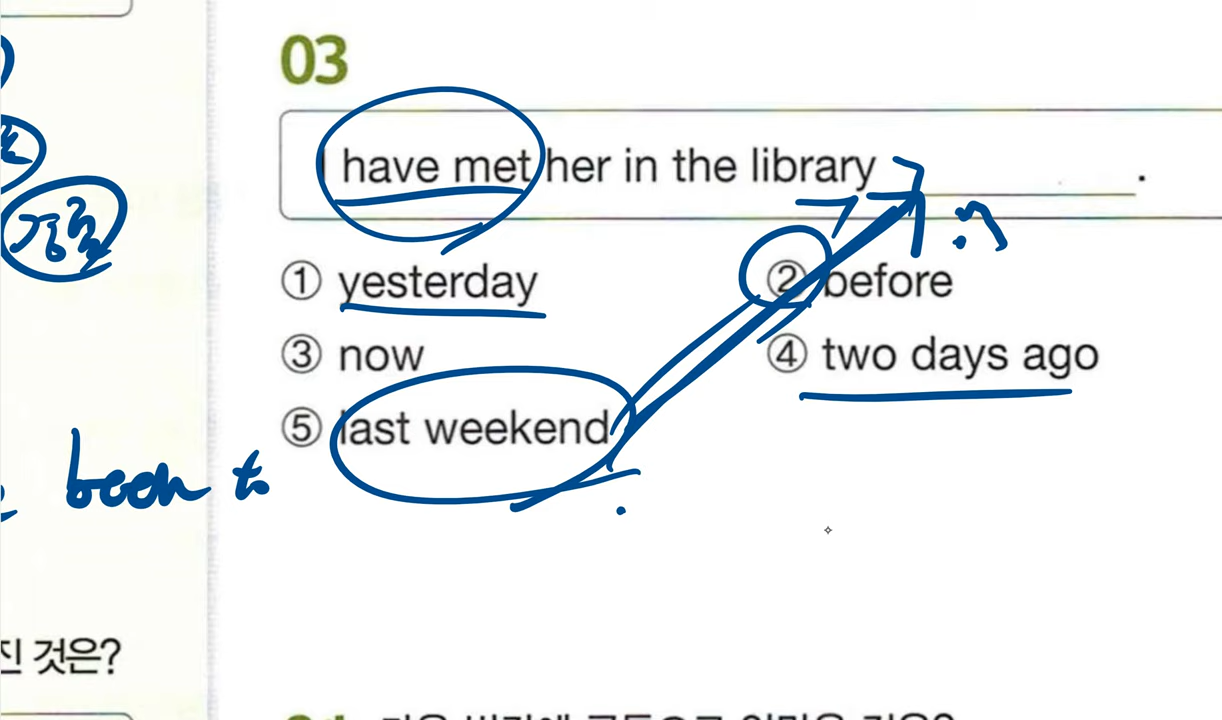 03
I have met her in the library ________.
① yesterday
② before
③ now
④ two days ago
⑤ last weekend
been to
진 것은?